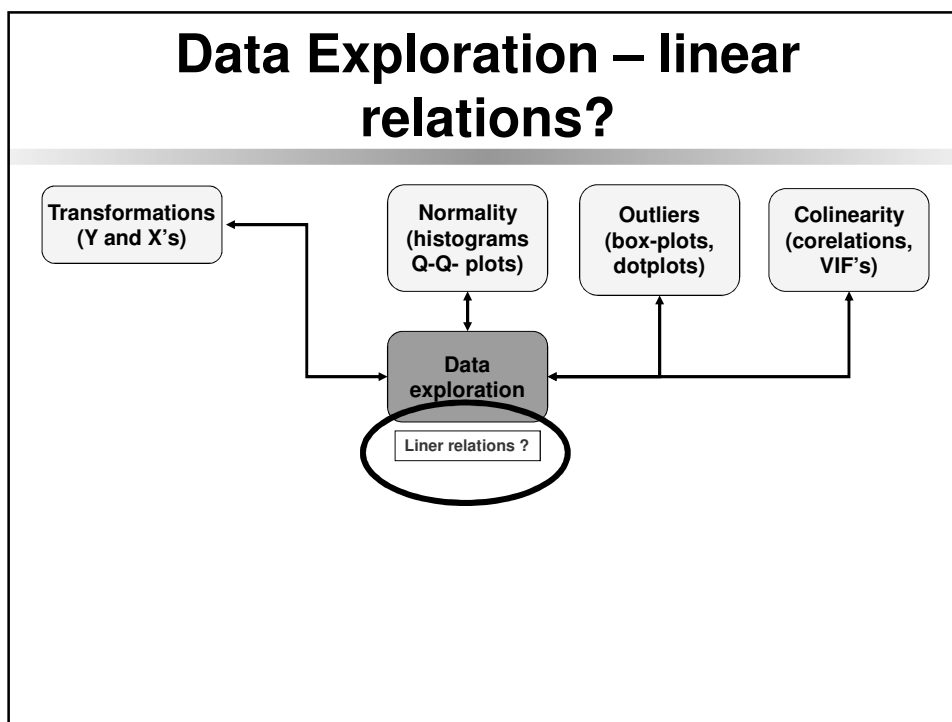 Data Exploration – linear
relations?
Transformations
(Y and X's)
Normality
(histograms
Q-Q- plots)
Outliers
(box-plots,
dotplots)
Colinearity
(corelations,
VIF's)
Data
exploration
Liner relations ?